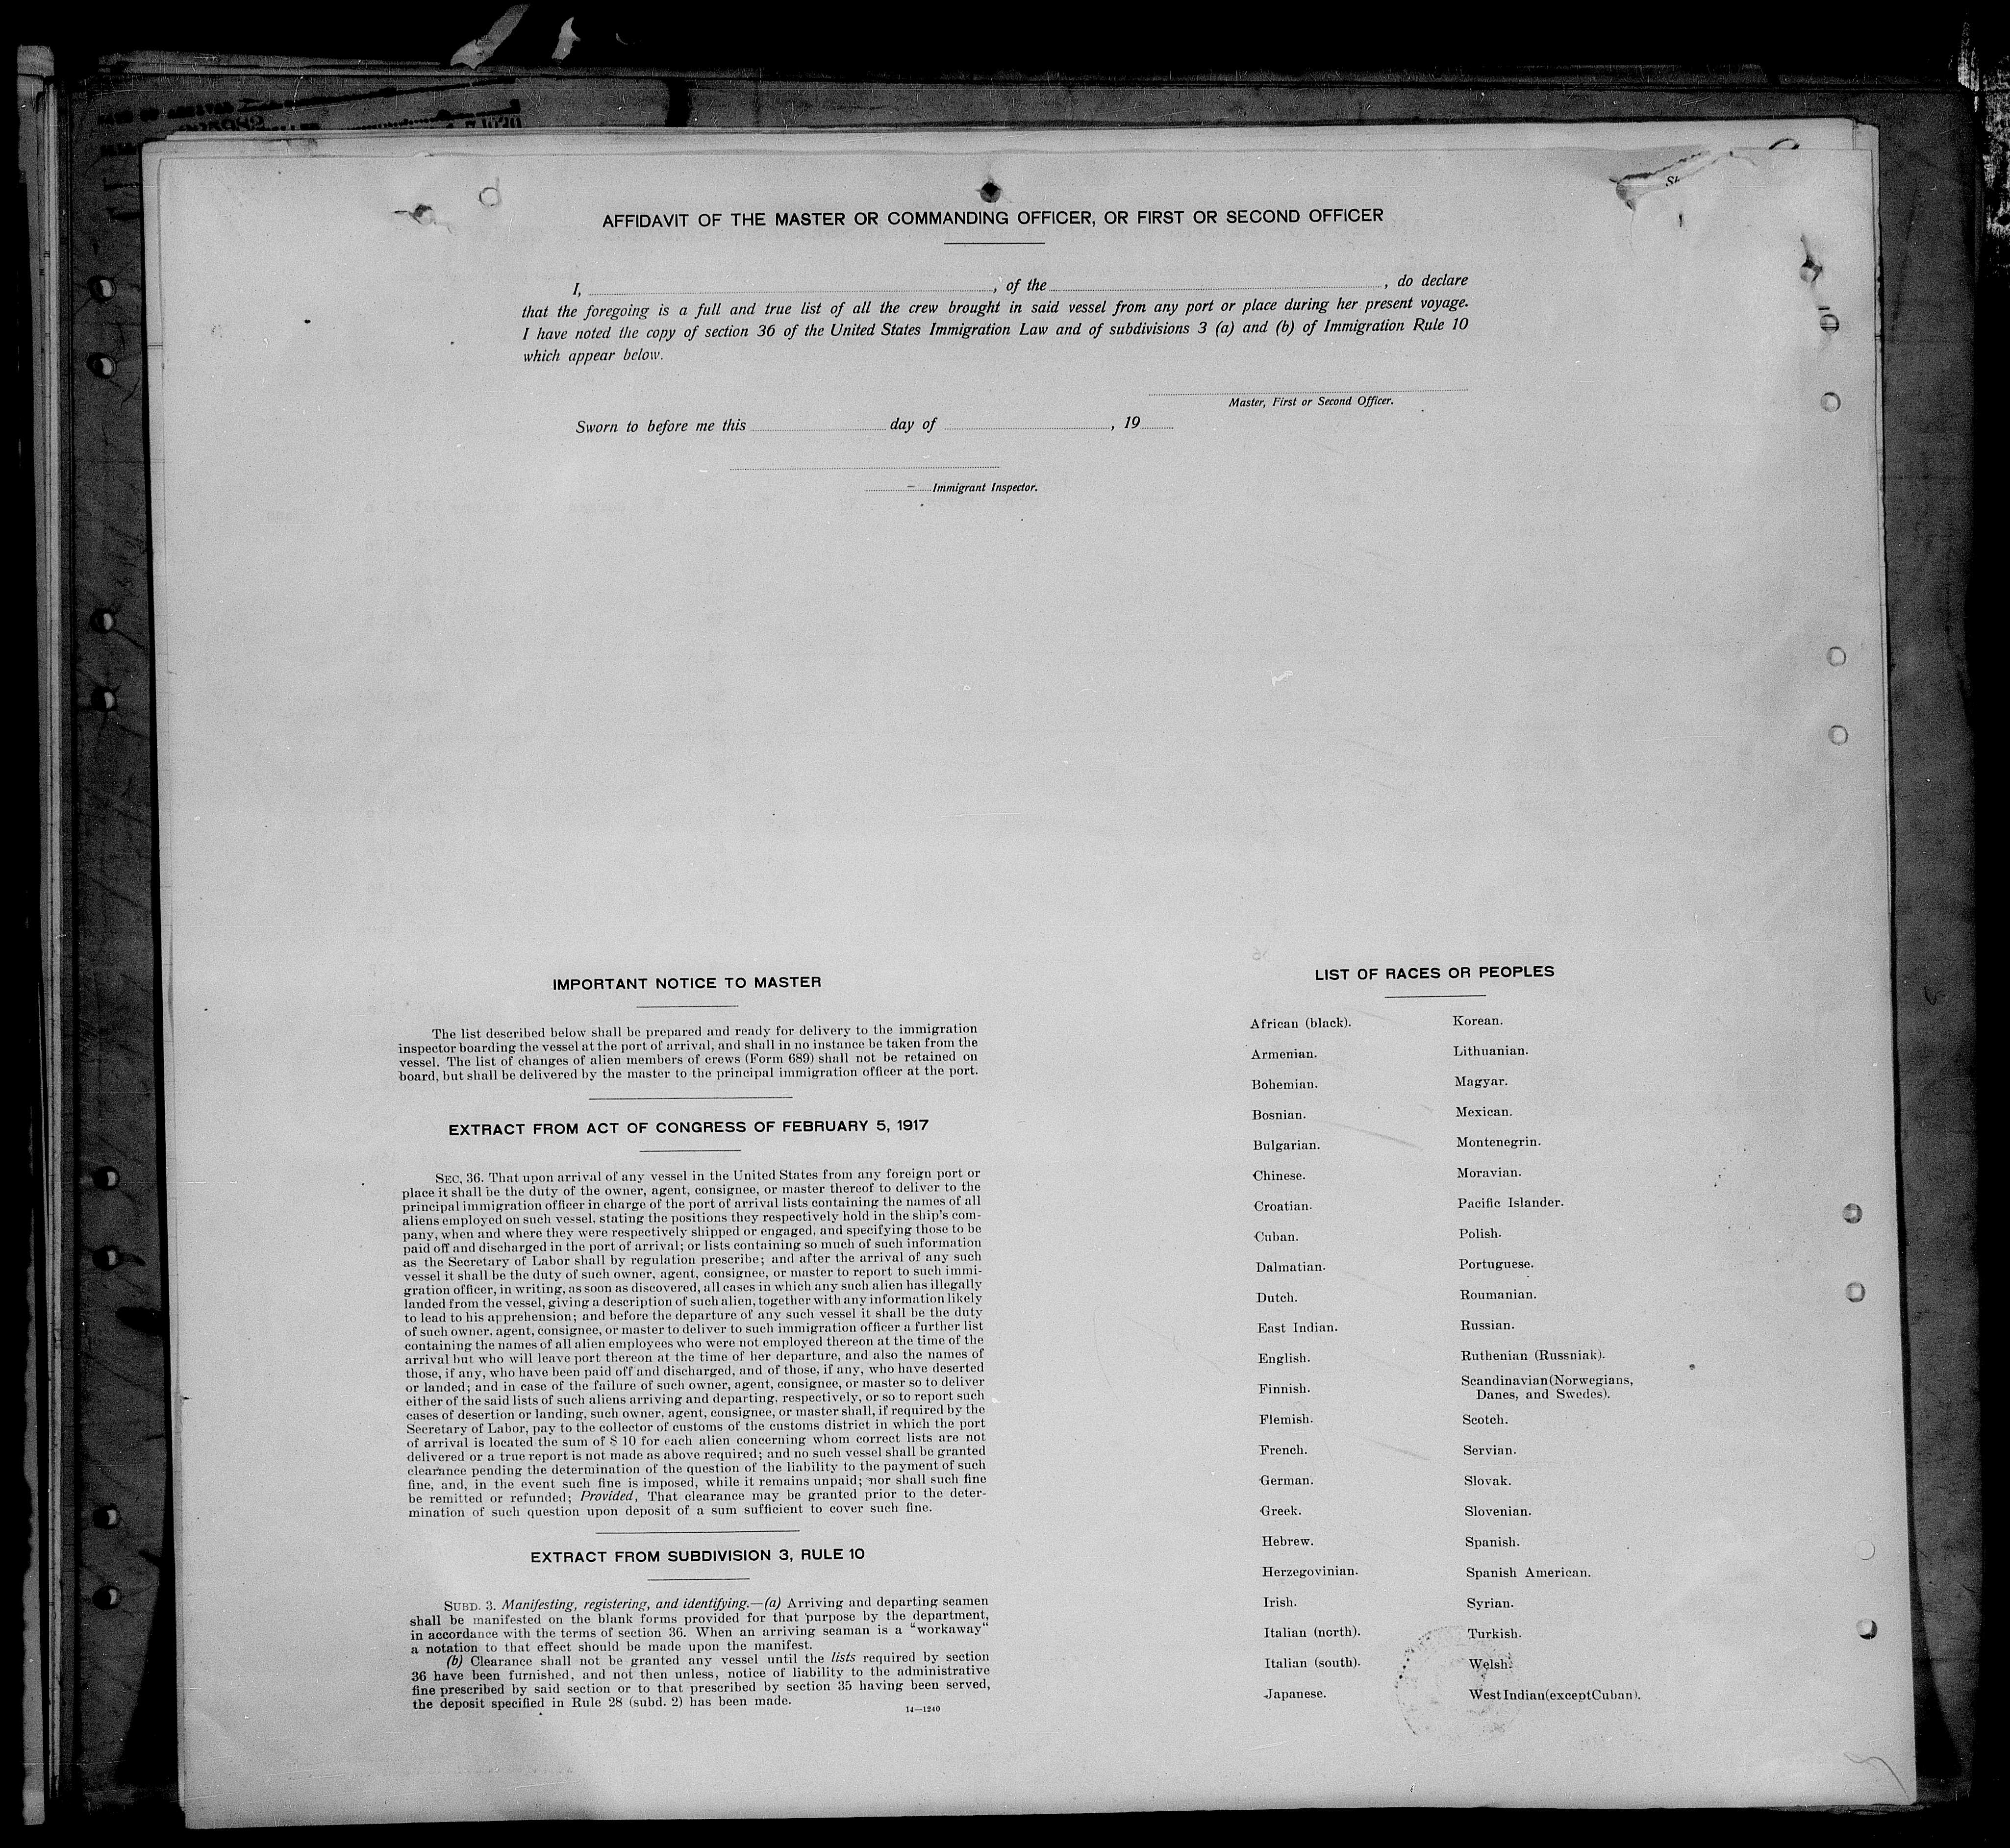 AFFIDAVIT OF THE MASTER OR COMMANDING OFFICER, OR FIRST OR SECOND OFFICER
I, , of the , do declare
that the foregoing is a full and true list of all the crew brought in said vessel from any port or place during her present voyage.
I have noted the copy of section 36 of the United States Immigration Law and of subdivisions 3 (a) and (b) of Immigration Rule 10
which appear below.
Master, First or Second Officer.
Sworn to before me this day of , 19
Immigrant Inspector.
IMPORTANT NOTICE TO MASTER
The list described below shall be prepared and ready for delivery to the immigration
inspector boarding the vessel at the port of arrival, and shall in no instance be taken from the
vessel. The list of changes of alien members of crews (Form 689) shall not be retained on
board, but shall be delivered by the master to the principal immigration officer at the port.
EXTRACT FROM ACT OF CONGRESS OF FEBRUARY 5, 1917
SEC. 36. That upon arrival of any vessel in the United States from any foreign port or
place it shall be the duty of the owner, agent, consignee, or master thereof to deliver to the
principal immigration officer in charge of the port of arrival lists containing the names of all
aliens employed on such vessel, stating the positions they respectively hold in the ship's com-
pany, when and where they were respectively shipped or engaged, and specifying those to be
paid off and discharged in the port of arrival; or lists containing so much of such information
as the Secretary of Labor shall by regulation prescribe; and after the arrival of any such
vessel it shall be the duty of such owner, agent, consignee, or master to report to such immi-
gration officer, in writing, as soon as discovered, all cases in which any such alien has illegally
landed from the vessel, giving a description of such alien, together with any information likely
to lead to his apprehension; and before the departure of any such vessel it shall be the duty
of such owner, agent, consignee, or master to deliver to such immigration officer a further list
containing the names of all alien employees who were not employed thereon at the time of the
arrival but who will leave port thereon at the time of her departure, and also the names of
those, if any, who have been paid off and discharged, and of those, if any, who have deserted
or landed; and in case of the failure of such owner, agent, consignee, or master so to deliver
either of the said lists of such aliens arriving and departing, respectively, or so to report such
cases of desertion or landing, such owner, agent, consignee, or master shall, if required by the
Secretary of Labor, pay to the collector of customs of the customs district in which the port
of arrival is located the sum of $ 10 for each alien concerning whom correct lists are not
delivered or a true report is not made as above required; and no such vessel shall be granted
clearance pending the determination of the question of the liability to the payment of such
fine, and, in the event such fine is imposed, while it remains unpaid; nor shall such fine
be remitted or refunded; Provided, That clearance may be granted prior to the deter-
mination of such question upon deposit of a sum sufficient to cover such fine.
EXTRACT FROM SUBDIVISION 3, RULE 10
SUBD. 3. Manifesting, registering, and identifying.—(a) Arriving and departing seamen
shall be manifested on the blank forms provided for that purpose by the department,
in accordance with the terms of section 36. When an arriving seaman is a "workaway"
a notation to that effect should be made upon the manifest.
(b) Clearance shall not be granted any vessel until the lists required by section
36 have been furnished, and not then unless, notice of liability to the administrative
fine prescribed by said section or to that prescribed by section 35 having been served,
the deposit specified in Rule 28 (subd. 2) has been made.
14—1240
LIST OF RACES OR PEOPLES
African (black).
Armenian.
Bohemian.
Bosnian.
Bulgarian.
Chinese.
Croatian.
Cuban.
Dalmatian.
Dutch.
East Indian.
English.
Finnish.
Flemish.
French.
German.
Greek.
Hebrew.
Herzegovinian.
Irish.
Italian (north).
Italian (south).
Japanese.
Korean.
Lithuanian.
Magyar.
Mexican.
Montenegrin.
Moravian.
Pacific Islander.
Polish.
Portuguese.
Roumanian.
Russian.
Ruthenian (Russniak).
Scandinavian (Norwegians,
Danes, and Swedes).
Scotch.
Servian.
Slovak.
Slovenian.
Spanish.
Spanish American.
Syrian.
Turkish.
Welsh.
West Indian (except Cuban).